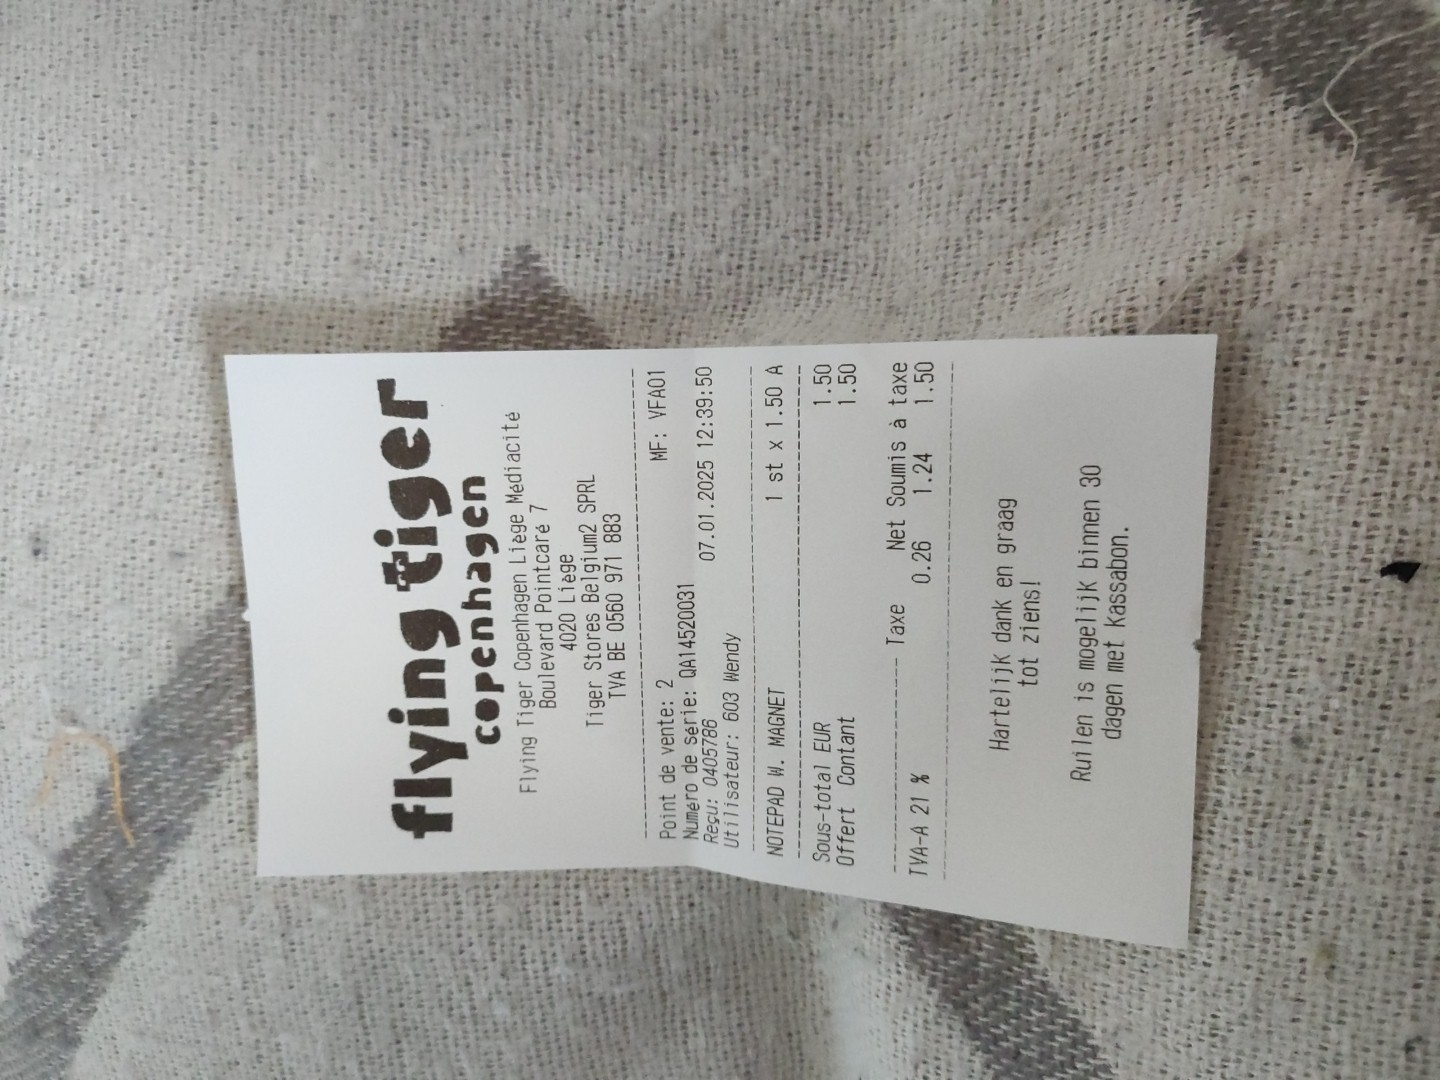 flying tiger
copenhagen
Flying Tiger Copenhagen Liège Médiacité
Boulevard Pointcaré 7
4020 Liège
Tiger Stores Belgium2 SPRL
TVA BE 0560 971 883
Point de vente: 2 MF: VFA01
Numéro de série: QA14520031
Reçu: 0405786 07.01.2025 12:39:50
Utilisateur: 603 Wendy
NOTEPAD W. MAGNET 1 st x 1.50 A
Sous-total EUR 1.50
Offert Contant 1.50
Taxe Net Soumis à taxe
TVA-A 21 % 0.26 1.24 1.50
Hartelijk dank en graag
tot ziens!
Ruilen is mogelijk binnen 30
dagen met kassabon.